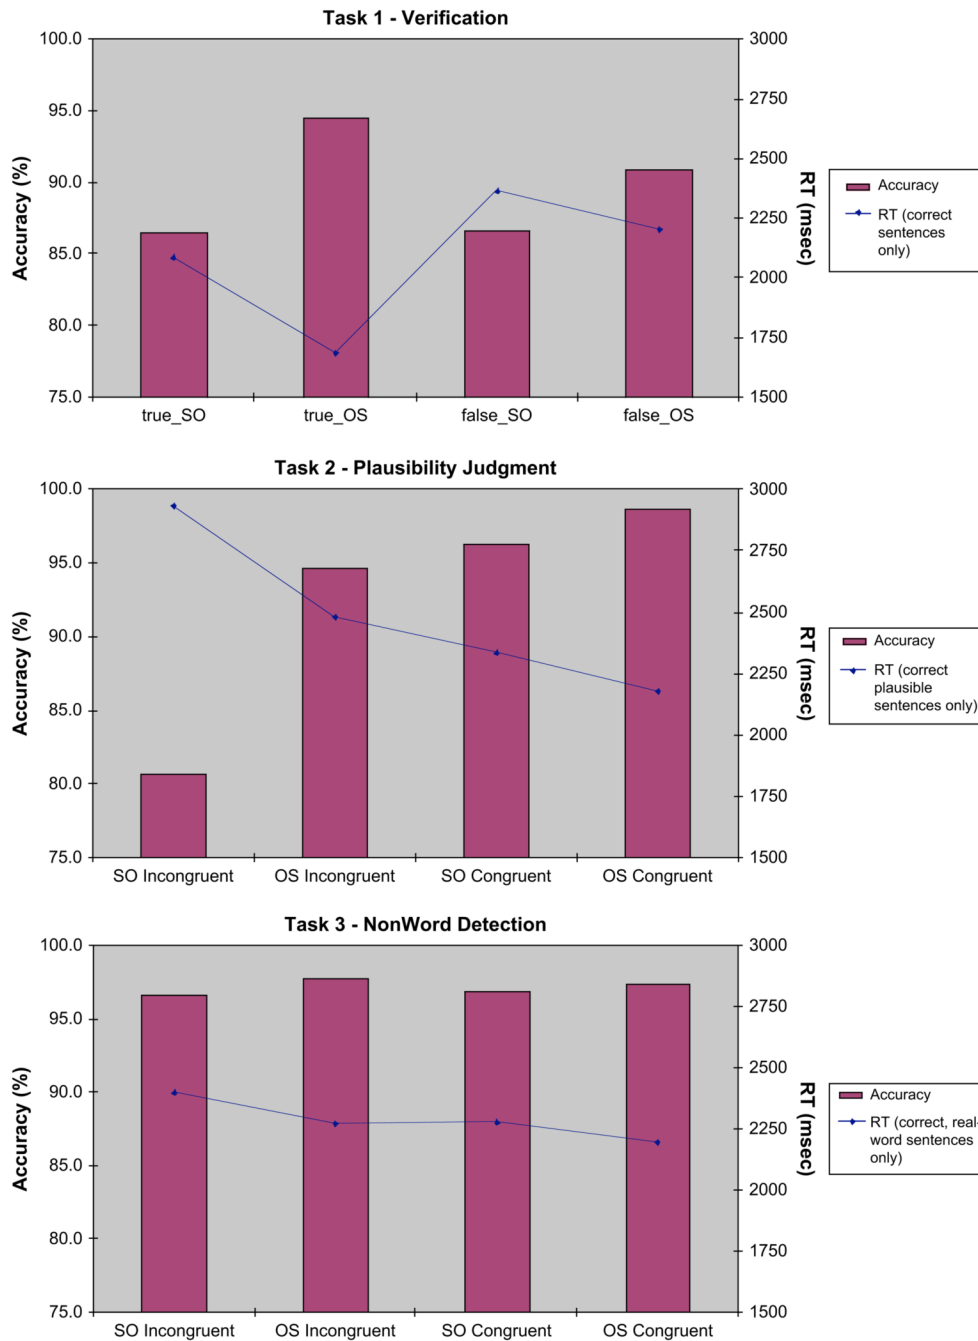 Task 1 - Verification
100.0
95.0
90.0
85.0
80.0
75.0
Accuracy (%)
3000
2750
2500
2250
2000
1750
1500
RT (msec)
true_SO
true_OS
false_SO
false_OS
Accuracy
RT (correct
sentences
only)
Task 2 - Plausibility Judgment
100.0
95.0
90.0
85.0
80.0
75.0
Accuracy (%)
3000
2750
2500
2250
2000
1750
1500
RT (msec)
SO Incongruent
OS Incongruent
SO Congruent
OS Congruent
Accuracy
RT (correct
plausible
sentences only)
Task 3 - NonWord Detection
100.0
95.0
90.0
85.0
80.0
75.0
Accuracy (%)
3000
2750
2500
2250
2000
1750
1500
RT (msec)
SO Incongruent
OS Incongruent
SO Congruent
OS Congruent
Accuracy
RT (correct, real-
word sentences
only)